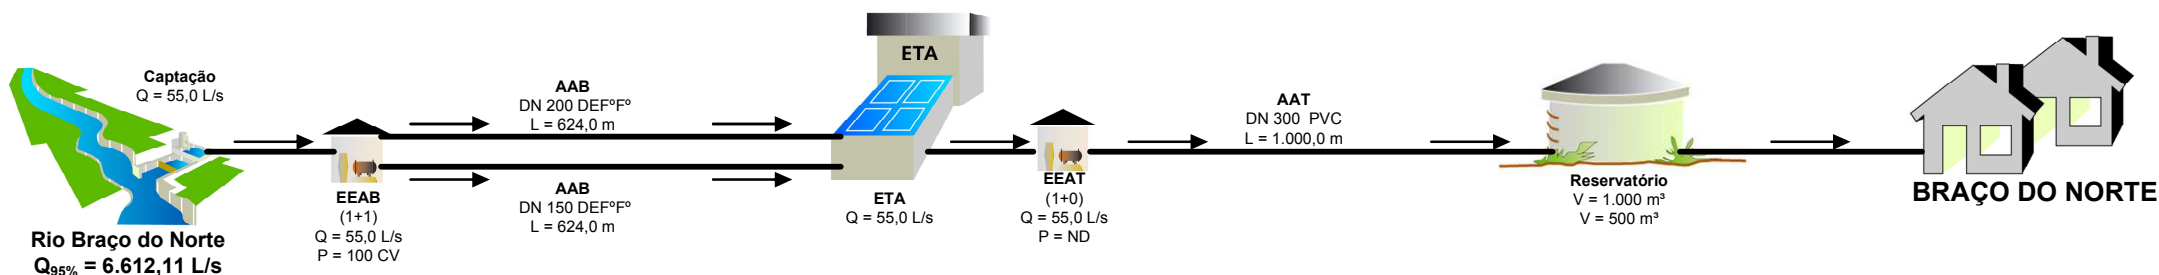 Captação
Q = 55,0 L/s
Rio Braço do Norte
Q95% = 6.612,11 L/s
EEAB
(1+1)
Q = 55,0 L/s
P = 100 CV
AAB
DN 200 DEFºFº
L = 624,0 m
AAB
DN 150 DEFºFº
L = 624,0 m
ETA
ETA
Q = 55,0 L/s
EEAT
(1+0)
Q = 55,0 L/s
P = ND
AAT
DN 300 PVC
L = 1.000,0 m
Reservatório
V = 1.000 m³
V = 500 m³
BRAÇO DO NORTE